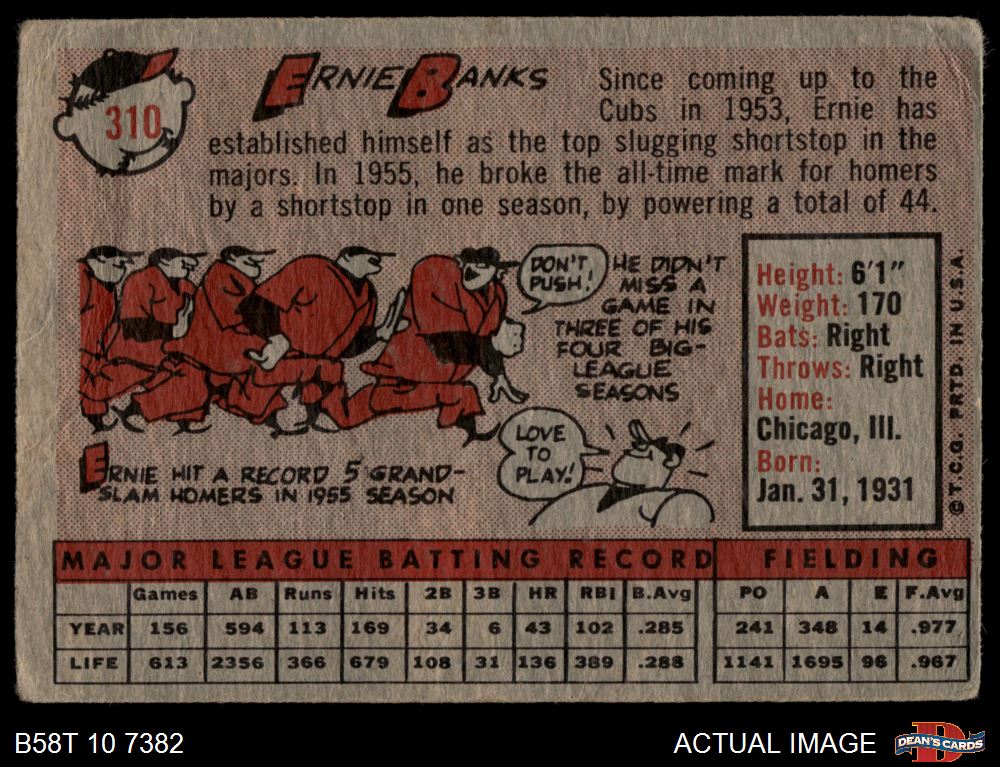 310
ERNIE BANKS
Since coming up to the
Cubs in 1953, Ernie has
established himself as the top slugging shortstop in the
majors. In 1955, he broke the all-time mark for homers
by a shortstop in one season, by powering a total of 44.
DON'T
PUSH!
HE DIDN'T
MISS A
GAME IN
THREE OF HIS
FOUR BIG-
LEAGUE
SEASONS
LOVE
TO
PLAY!
ERNIE HIT A RECORD 5 GRAND-
SLAM HOMERS IN 1955 SEASON
Height: 6'1"
Weight: 170
Bats: Right
Throws: Right
Home:
Chicago, Ill.
Born:
Jan. 31, 1931
©T.C.G. PRTD. IN U.S.A.
MAJOR LEAGUE BATTING RECORD FIELDING
Games AB Runs Hits 2B 3B HR RBI B.Avg PO A E F.Avg
YEAR 156 594 113 169 34 6 43 102 .285 241 348 14 .977
LIFE 613 2356 366 679 108 31 136 389 .288 1141 1695 96 .967
B58T 10 7382
ACTUAL IMAGE
D
DEAN'S CARDS